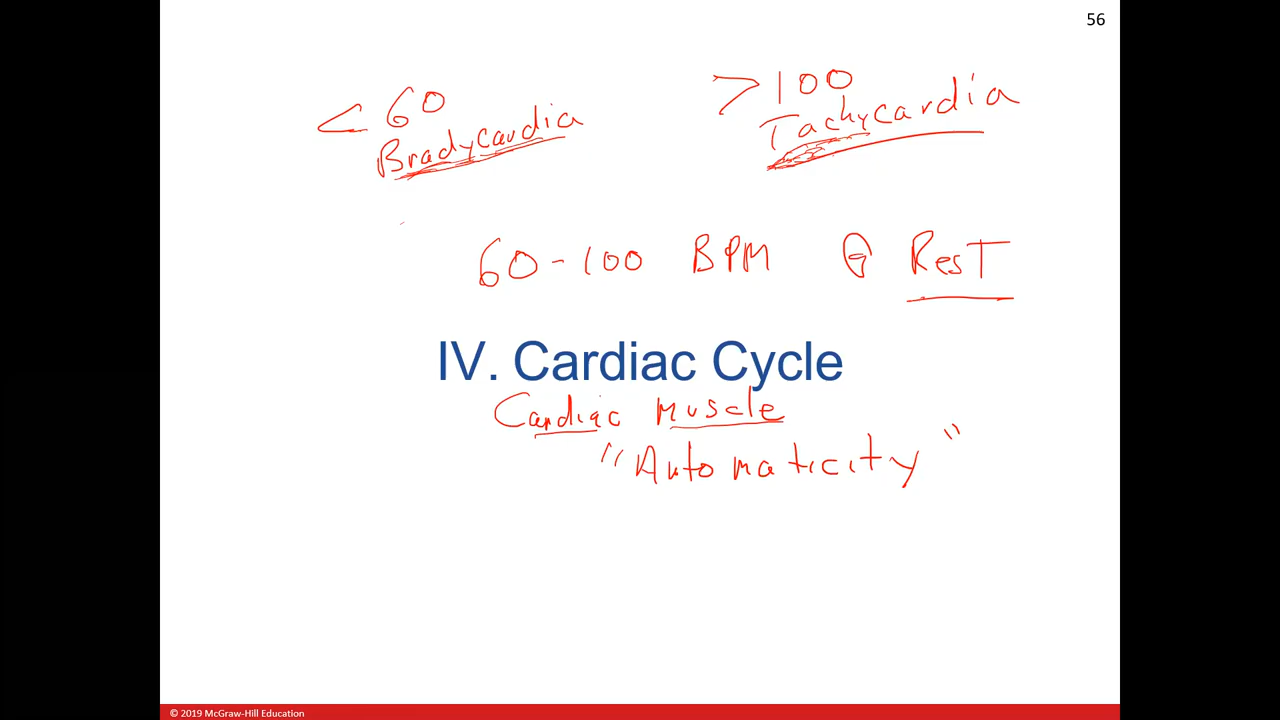 56
< 60
Bradycardia
> 100
Tachycardia
60-100 BPM @ Rest
IV. Cardiac Cycle
Cardiac Muscle
"Automaticity"
© 2019 McGraw-Hill Education